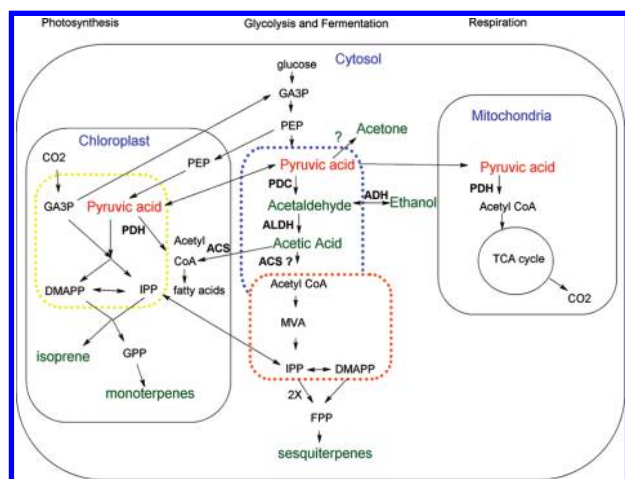 Photosynthesis
Glycolysis and Fermentation
Respiration
Cytosol
glucose
GA3P
PEP
? Acetone
Chloroplast
CO2
PEP
GA3P
Pyruvic acid
PDH
Acetyl
CoA
ACS
fatty acids
DMAPP
IPP
isoprene
GPP
monoterpenes
Pyruvic acid
PDC
Acetaldehyde
ADH
Ethanol
ALDH
Acetic Acid
ACS ?
Acetyl CoA
MVA
IPP
DMAPP
2X
FPP
sesquiterpenes
Mitochondria
Pyruvic acid
PDH
Acetyl CoA
TCA cycle
CO2